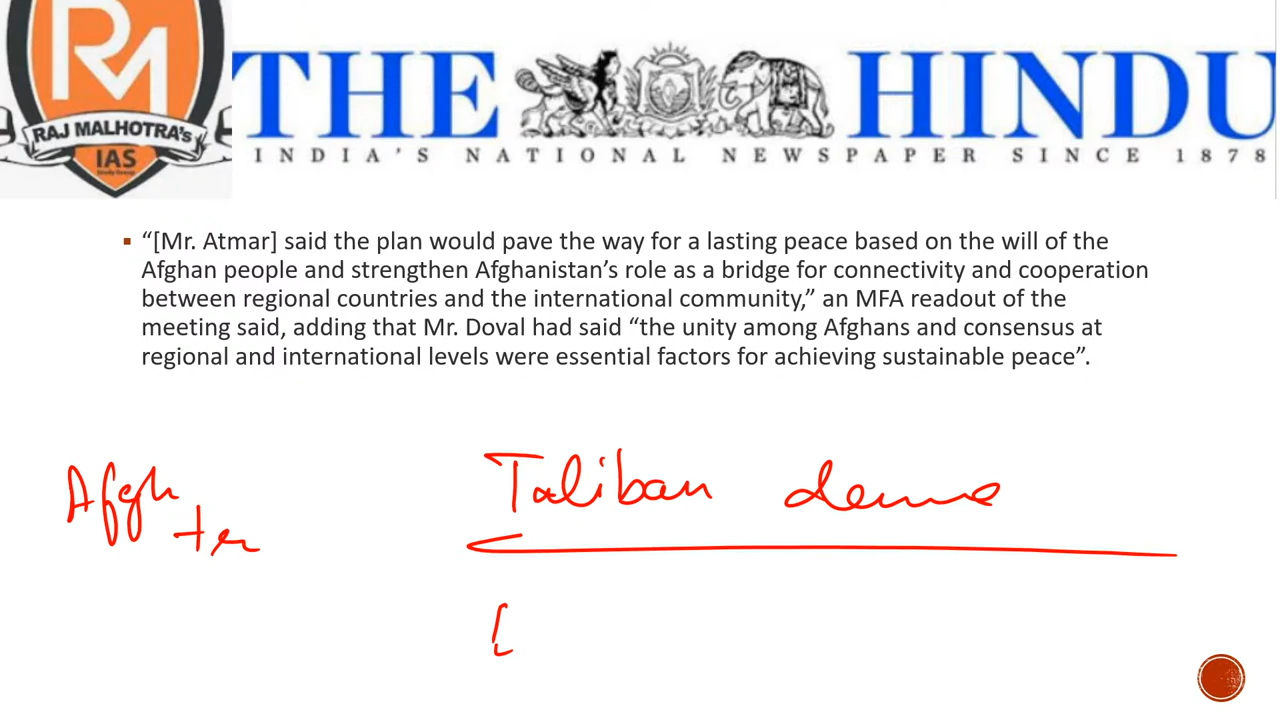 RM
RAJ MALHOTRA's
IAS
Study Group
THE HINDU
INDIA'S NATIONAL NEWSPAPER SINCE 1878
“[Mr. Atmar] said the plan would pave the way for a lasting peace based on the will of the
Afghan people and strengthen Afghanistan’s role as a bridge for connectivity and cooperation
between regional countries and the international community,” an MFA readout of the
meeting said, adding that Mr. Doval had said “the unity among Afghans and consensus at
regional and international levels were essential factors for achieving sustainable peace”.
Afgh
Taliban
ter